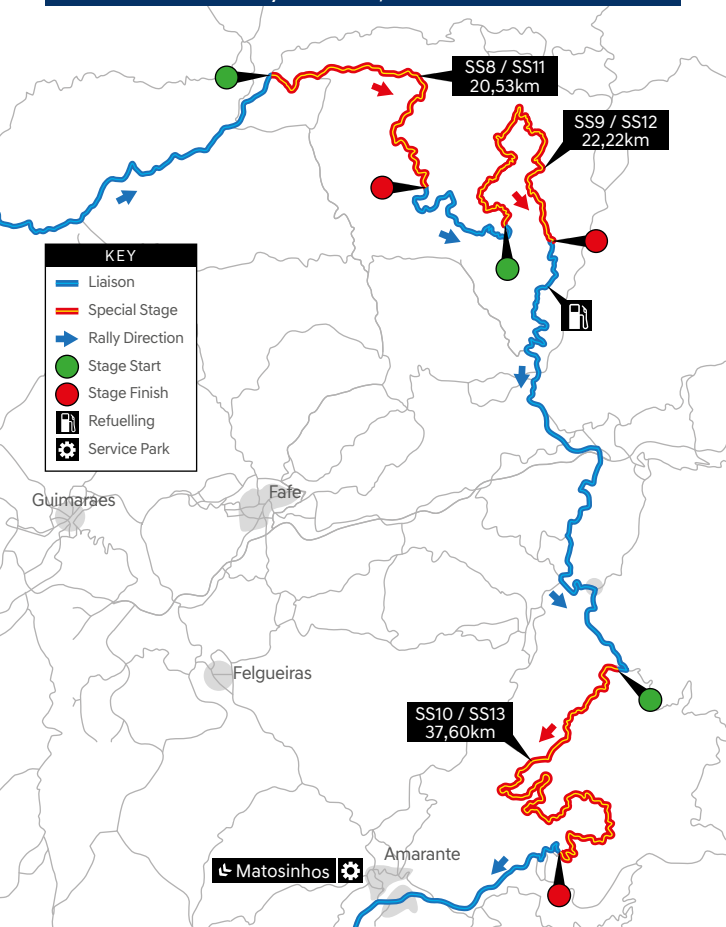 SS8 / SS11
20,53km
SS9 / SS12
22,22km
KEY
Liaison
Special Stage
Rally Direction
Stage Start
Stage Finish
Refuelling
Service Park
Guimaraes
Fafe
Felgueiras
SS10 / SS13
37,60km
Amarante
Matosinhos